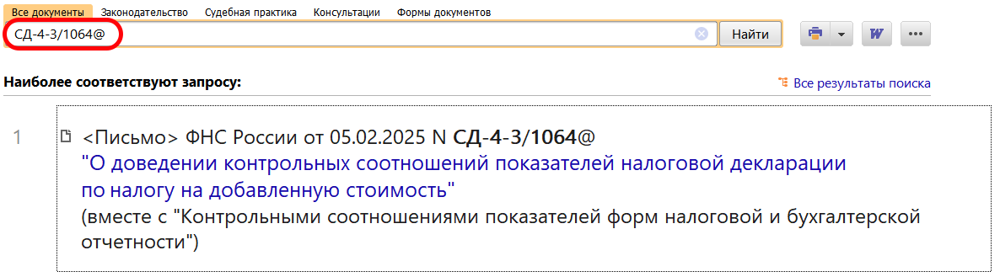 Все документы Законодательство Судебная практика Консультации Формы документов
СД-4-3/1064@ Найти W
Наиболее соответствуют запросу: Все результаты поиска
1 <Письмо> ФНС России от 05.02.2025 N СД-4-3/1064@
"О доведении контрольных соотношений показателей налоговой декларации
по налогу на добавленную стоимость"
(вместе с "Контрольными соотношениями показателей форм налоговой и бухгалтерской
отчетности")